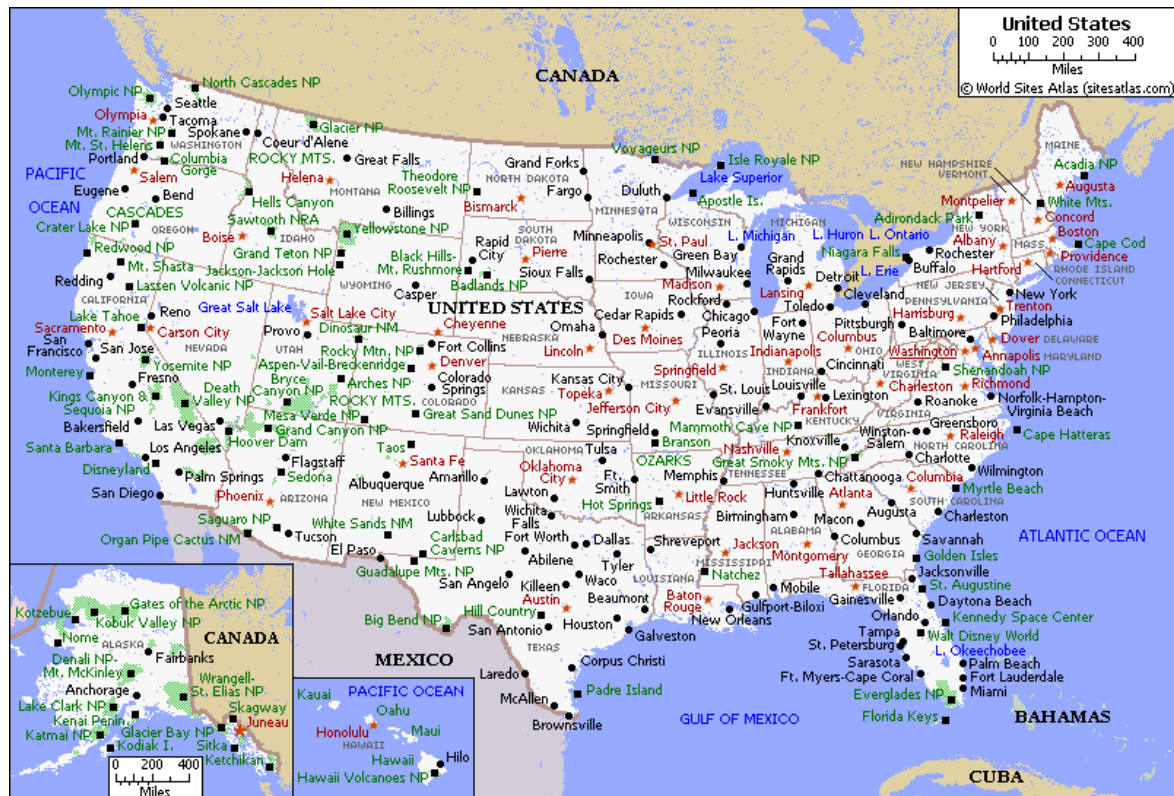 United States
0 100 200 300 400
Miles
© World Sites Atlas (sitesatlas.com)
CANADA
North Cascades NP
Olympic NP
Seattle
Olympia
Tacoma
Mt. Rainier NP
WASHINGTON
Spokane
Coeur d'Alene
Glacier NP
Mt. St. Helens
Portland
Columbia
Gorge
ROCKY MTS.
Great Falls
PACIFIC
OCEAN
Salem
Helena
MONTANA
Theodore
Roosevelt NP
Grand Forks
NORTH DAKOTA
Fargo
Bismarck
Voyageurs NP
Isle Royale NP
Lake Superior
Duluth
Apostle Is.
MINNESOTA
Eugene
Bend
Hells Canyon
Billings
CASCADES
Sawtooth NRA
Crater Lake NP
OREGON
Boise
IDAHO
Yellowstone NP
Grand Teton NP
Jackson-Jackson Hole
Redwood NP
Mt. Shasta
Redding
Lassen Volcanic NP
WYOMING
Casper
Black Hills-
Mt. Rushmore
Rapid
City
SOUTH
DAKOTA
Pierre
Badlands NP
Sioux Falls
Minneapolis
St. Paul
Rochester
WISCONSIN
Green Bay
L. Michigan
MICHIGAN
L. Huron
L. Ontario
Milwaukee
Madison
Grand
Rapids
Lansing
Detroit
L. Erie
Niagara Falls
Buffalo
Rochester
NEW YORK
Albany
Adirondack Park
NEW HAMPSHIRE
VERMONT
MAINE
Acadia NP
Augusta
Montpelier
White Mts.
Concord
Boston
MASS.
Cape Cod
Providence
Hartford
RHODE ISLAND
CONNECTICUT
NEW JERSEY
New York
PENNSYLVANIA
Trenton
Harrisburg
Philadelphia
Pittsburgh
Baltimore
Dover
DELAWARE
Washington
Annapolis
MARYLAND
CALIFORNIA
Great Salt Lake
Reno
Lake Tahoe
Sacramento
Carson City
San
Francisco
San Jose
NEVADA
Yosemite NP
Monterey
Fresno
Kings Canyon &
Sequoia NP
Death
Valley NP
Bakersfield
Las Vegas
Santa Barbara
Los Angeles
Hoover Dam
Disneyland
Palm Springs
San Diego
Salt Lake City
Provo
UTAH
Dinosaur NM
Rocky Mtn. NP
Aspen-Vail-Breckenridge
Bryce
Canyon NP
Arches NP
ROCKY MTS.
Mesa Verde NP
Grand Canyon NP
Flagstaff
Sedona
Phoenix
ARIZONA
Saguaro NP
Organ Pipe Cactus NM
Tucson
UNITED STATES
Cheyenne
Fort Collins
Denver
Colorado
Springs
COLORADO
Great Sand Dunes NP
Taos
Santa Fe
Albuquerque
NEW MEXICO
White Sands NM
El Paso
Carlsbad
Caverns NP
Guadalupe Mts. NP
Big Bend NP
NEBRASKA
Omaha
Lincoln
IOWA
Cedar Rapids
Des Moines
Rockford
Chicago
Peoria
ILLINOIS
Springfield
Toledo
Cleveland
Fort
Wayne
Columbus
OHIO
Indianapolis
INDIANA
Cincinnati
KANSAS
Kansas City
Topeka
Wichita
MISSOURI
Jefferson City
St. Louis
Springfield
Branson
OZARKS
Evansville
Louisville
Lexington
Frankfort
KENTUCKY
Mammoth Cave NP
WEST
VIRGINIA
Charleston
Shenandoah NP
Richmond
VIRGINIA
Roanoke
Norfolk-Hampton-
Virginia Beach
Greensboro
Winston-
Salem
Raleigh
NORTH CAROLINA
Charlotte
Cape Hatteras
Wilmington
Knoxville
Nashville
Great Smoky Mts. NP
TENNESSEE
Memphis
Chattanooga
Huntsville
Columbia
SOUTH CAROLINA
Myrtle Beach
Charleston
OKLAHOMA
Tulsa
Oklahoma
City
Amarillo
Lawton
Wichita
Falls
Lubbock
Fort Worth
Dallas
Abilene
Tyler
San Angelo
Waco
Killeen
Hill Country
Austin
Beaumont
San Antonio
Houston
TEXAS
Galveston
Corpus Christi
Laredo
McAllen
Padre Island
Brownsville
Ft.
Smith
Hot Springs
Little Rock
ARKANSAS
Shreveport
LOUISIANA
Baton
Rouge
New Orleans
Jackson
MISSISSIPPI
Natchez
Gulfport-Biloxi
Birmingham
ALABAMA
Montgomery
Mobile
Atlanta
Augusta
Macon
Columbus
GEORGIA
Savannah
Golden Isles
Tallahassee
FLORIDA
Jacksonville
St. Augustine
Gainesville
Daytona Beach
Orlando
Kennedy Space Center
Tampa
Walt Disney World
St. Petersburg
L. Okeechobee
Sarasota
Palm Beach
Ft. Myers-Cape Coral
Fort Lauderdale
Miami
Everglades NP
Florida Keys
ATLANTIC OCEAN
GULF OF MEXICO
BAHAMAS
CUBA
MEXICO
Kotzebue
Gates of the Arctic NP
Kobuk Valley NP
CANADA
Nome
ALASKA
Fairbanks
Denali NP-
Mt. McKinley
Wrangell-
St. Elias NP
Anchorage
Skagway
Lake Clark NP
Juneau
Kenai Penin.
Katmai NP
Glacier Bay NP
Kodiak I.
Sitka
Ketchikan
0 200 400
Miles
PACIFIC OCEAN
Kauai
Oahu
Honolulu
Maui
HAWAII
Hawaii
Hilo
Hawaii Volcanoes NP